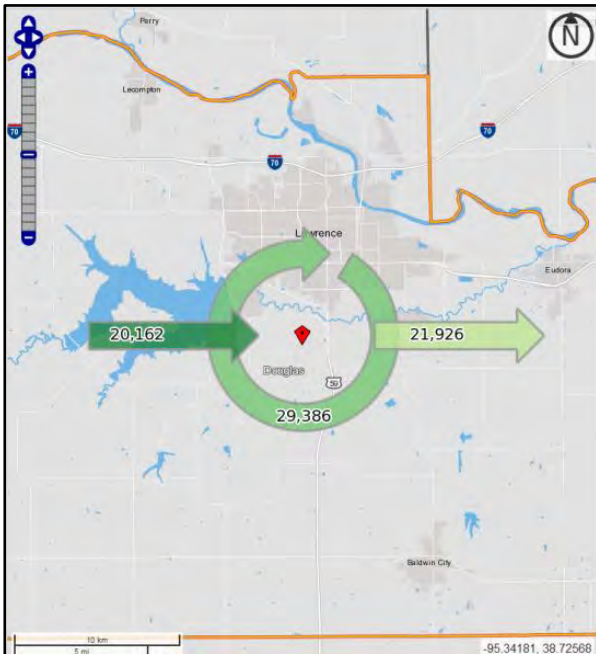 Perry
N
Lecompton
70
70
70
Lawrence
Eudora
20,162
21,926
Douglas
59
29,386
Baldwin City
10 km
5 mi
-95.34181, 38.72568